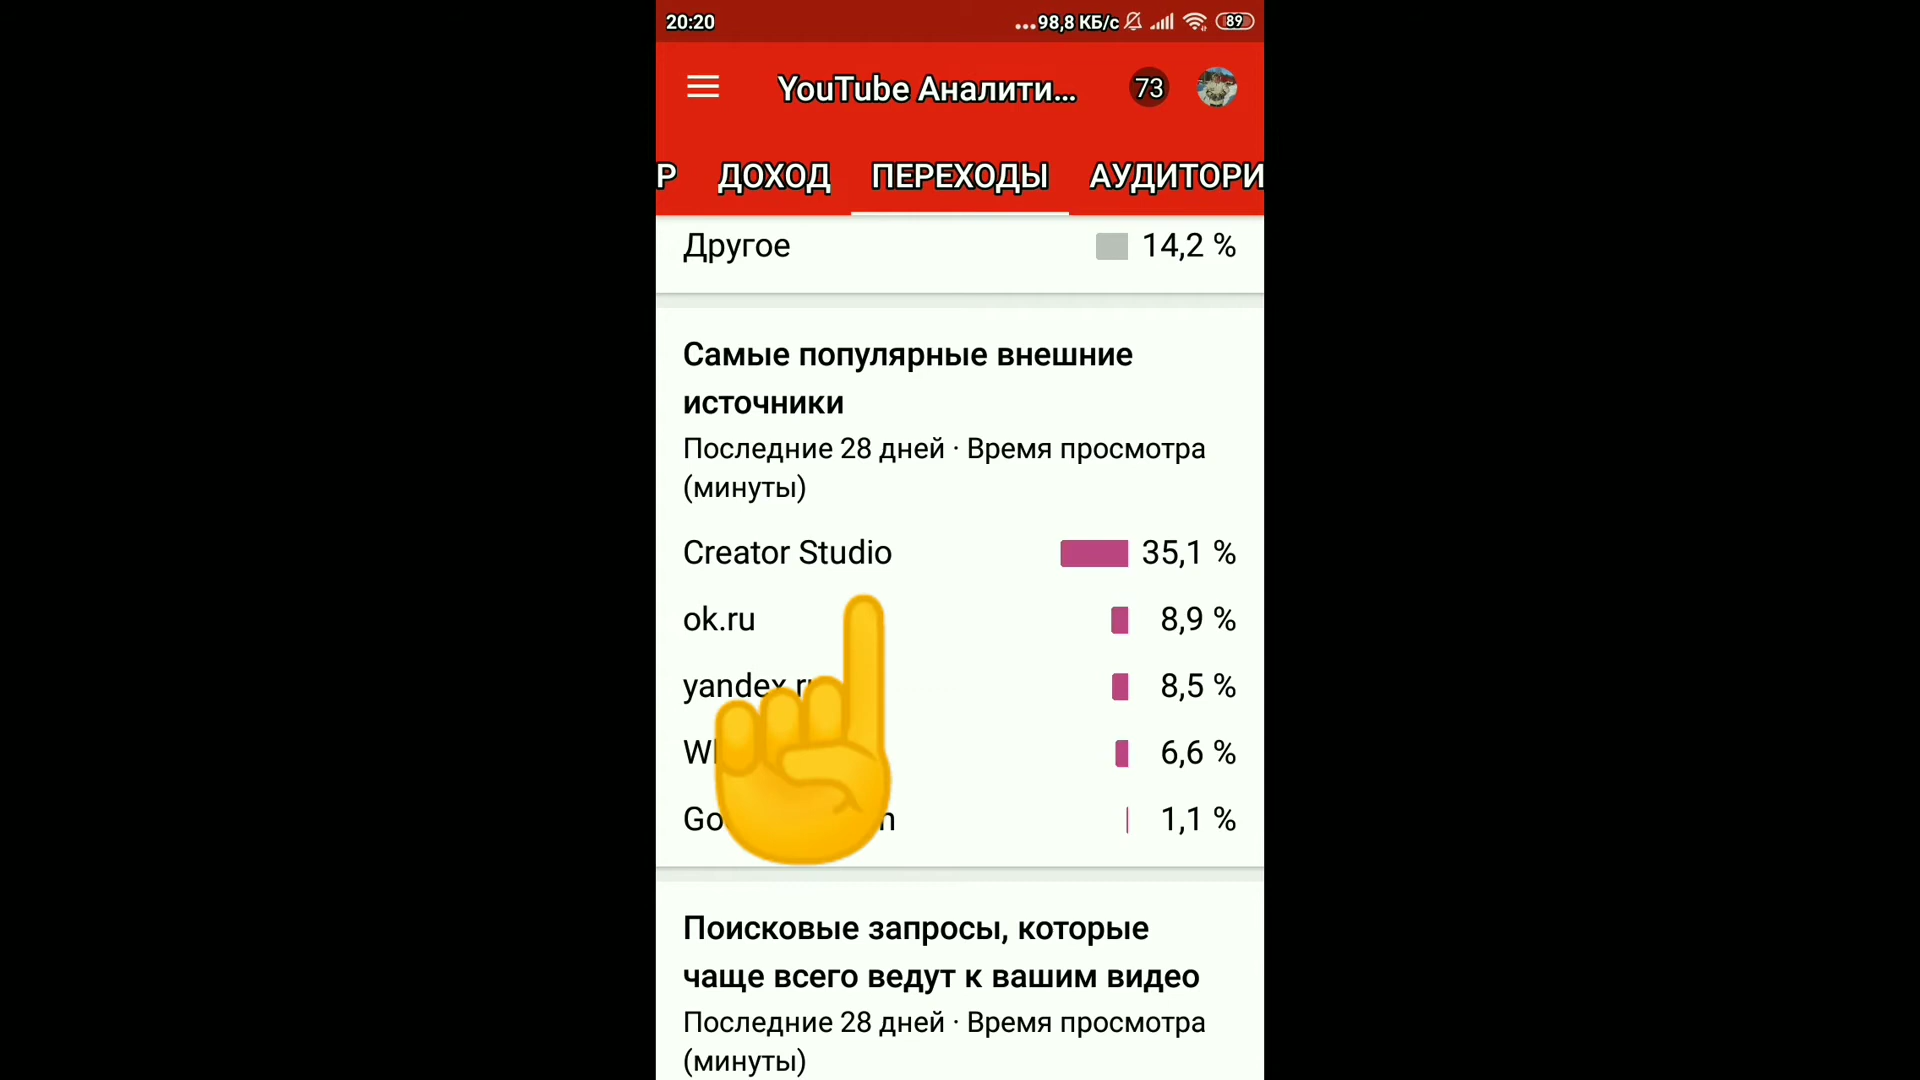 20:20 ...98,8 КБ/с 89
YouTube Аналити... 73
ДОХОД ПЕРЕХОДЫ АУДИТОРИ
Другое 14,2 %
Самые популярные внешние
источники
Последние 28 дней · Время просмотра
(минуты)
Creator Studio 35,1 %
ok.ru 8,9 %
yandex.ru 8,5 %
6,6 %
1,1 %
Поисковые запросы, которые
чаще всего ведут к вашим видео
Последние 28 дней · Время просмотра
(минуты)